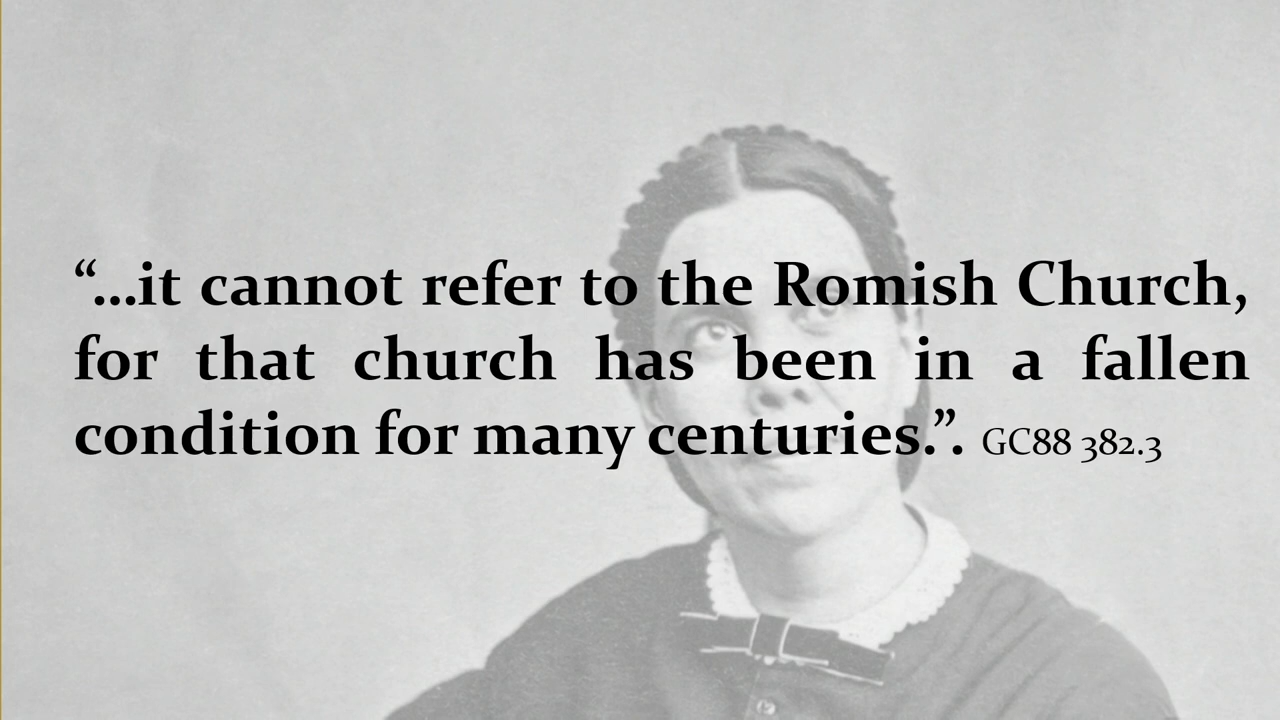 “...it cannot refer to the Romish Church,
for that church has been in a fallen
condition for many centuries.”. GC88 382.3